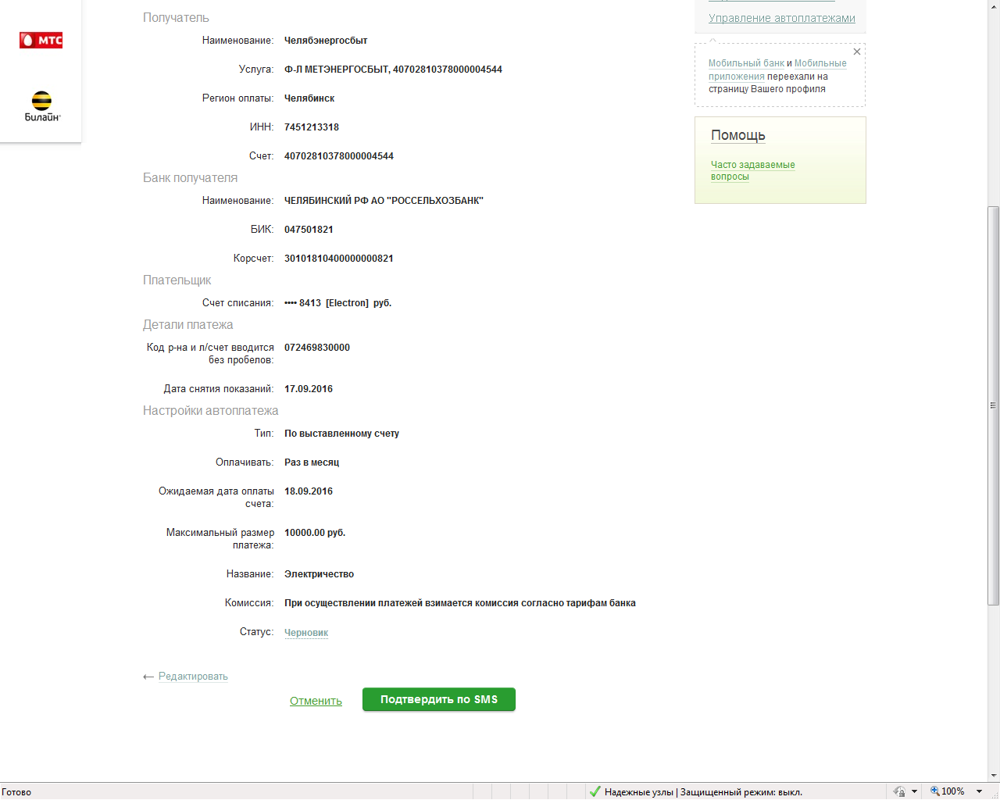 МТС
Билайн®
Получатель
Наименование: Челябэнергосбыт
Услуга: Ф-Л МЕТЭНЕРГОСБЫТ, 40702810378000004544
Регион оплаты: Челябинск
ИНН: 7451213318
Счет: 40702810378000004544
Банк получателя
Наименование: ЧЕЛЯБИНСКИЙ РФ АО "РОССЕЛЬХОЗБАНК"
БИК: 047501821
Корсчет: 30101810400000000821
Плательщик
Счет списания: •••• 8413 [Electron] руб.
Детали платежа
Код р-на и л/счет вводится 072469830000
без пробелов:
Дата снятия показаний: 17.09.2016
Настройки автоплатежа
Тип: По выставленному счету
Оплачивать: Раз в месяц
Ожидаемая дата оплаты 18.09.2016
счета:
Максимальный размер 10000.00 руб.
платежа:
Название: Электричество
Комиссия: При осуществлении платежей взимается комиссия согласно тарифам банка
Статус: Черновик
← Редактировать
Отменить Подтвердить по SMS
Управление автоплатежами
Мобильный банк и Мобильные
приложения переехали на
страницу Вашего профиля
Помощь
Часто задаваемые
вопросы
Готово
Надежные узлы | Защищенный режим: выкл.
100%